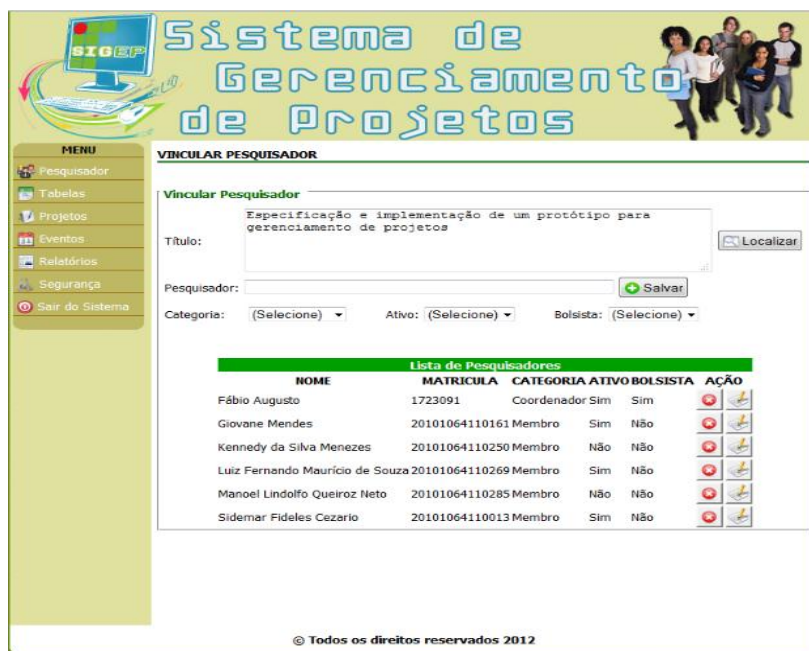 SIGEP
Sistema de
Gerenciamento
de Projetos
MENU
Pesquisador
Tabelas
Projetos
Eventos
Relatórios
Segurança
Sair do Sistema
VINCULAR PESQUISADOR
Vincular Pesquisador
Título: Especificação e implementação de um protótipo para
gerenciamento de projetos
Localizar
Pesquisador: Salvar
Categoria: (Selecione) Ativo: (Selecione) Bolsista: (Selecione)
Lista de Pesquisadores
NOME MATRICULA CATEGORIA ATIVO BOLSISTA AÇÃO
Fábio Augusto 1723091 Coordenador Sim Sim
Giovane Mendes 20101064110161 Membro Sim Não
Kennedy da Silva Menezes 20101064110250 Membro Não Não
Luiz Fernando Maurício de Souza 20101064110269 Membro Sim Não
Manoel Lindolfo Queiroz Neto 20101064110285 Membro Não Não
Sidemar Fideles Cezario 20101064110013 Membro Sim Não
© Todos os direitos reservados 2012